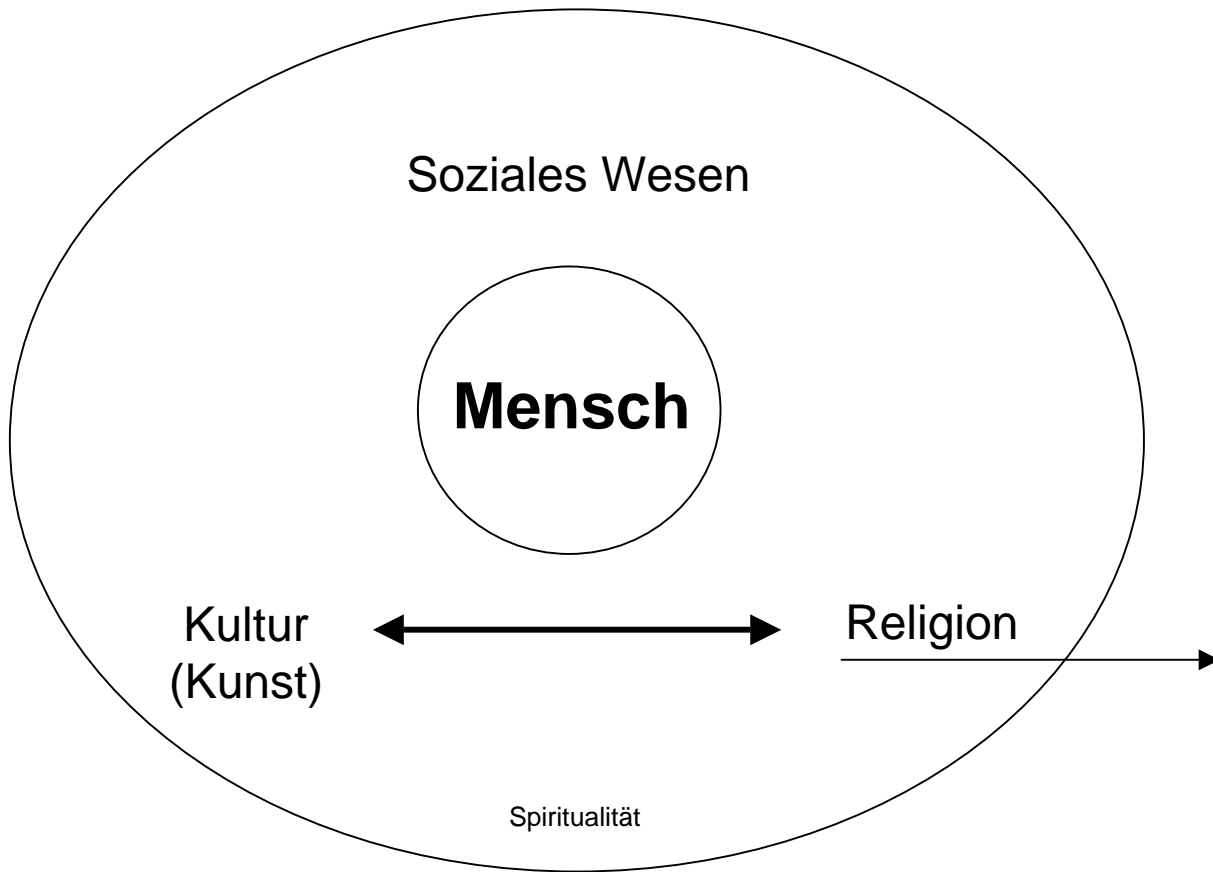 Soziales Wesen
Mensch
Kultur
(Kunst)
Religion
Spiritualität